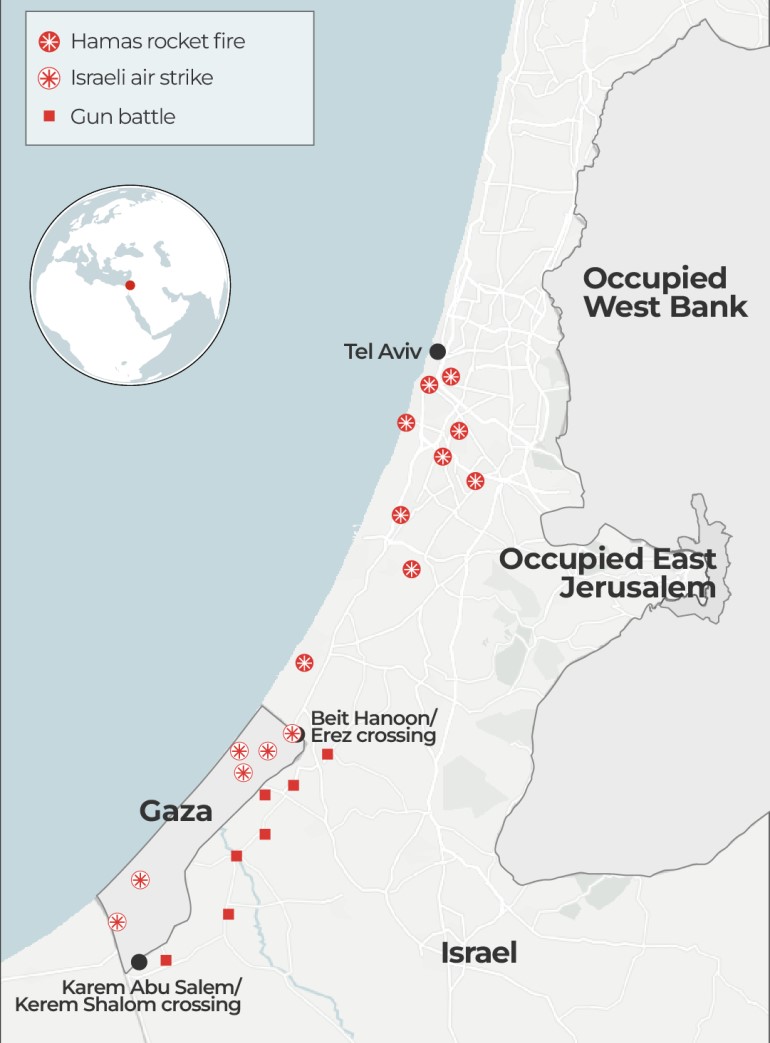 Hamas rocket fire
Israeli air strike
Gun battle
Occupied
West Bank
Tel Aviv
Occupied East
Jerusalem
Beit Hanoon/
Erez crossing
Gaza
Israel
Karem Abu Salem/
Kerem Shalom crossing